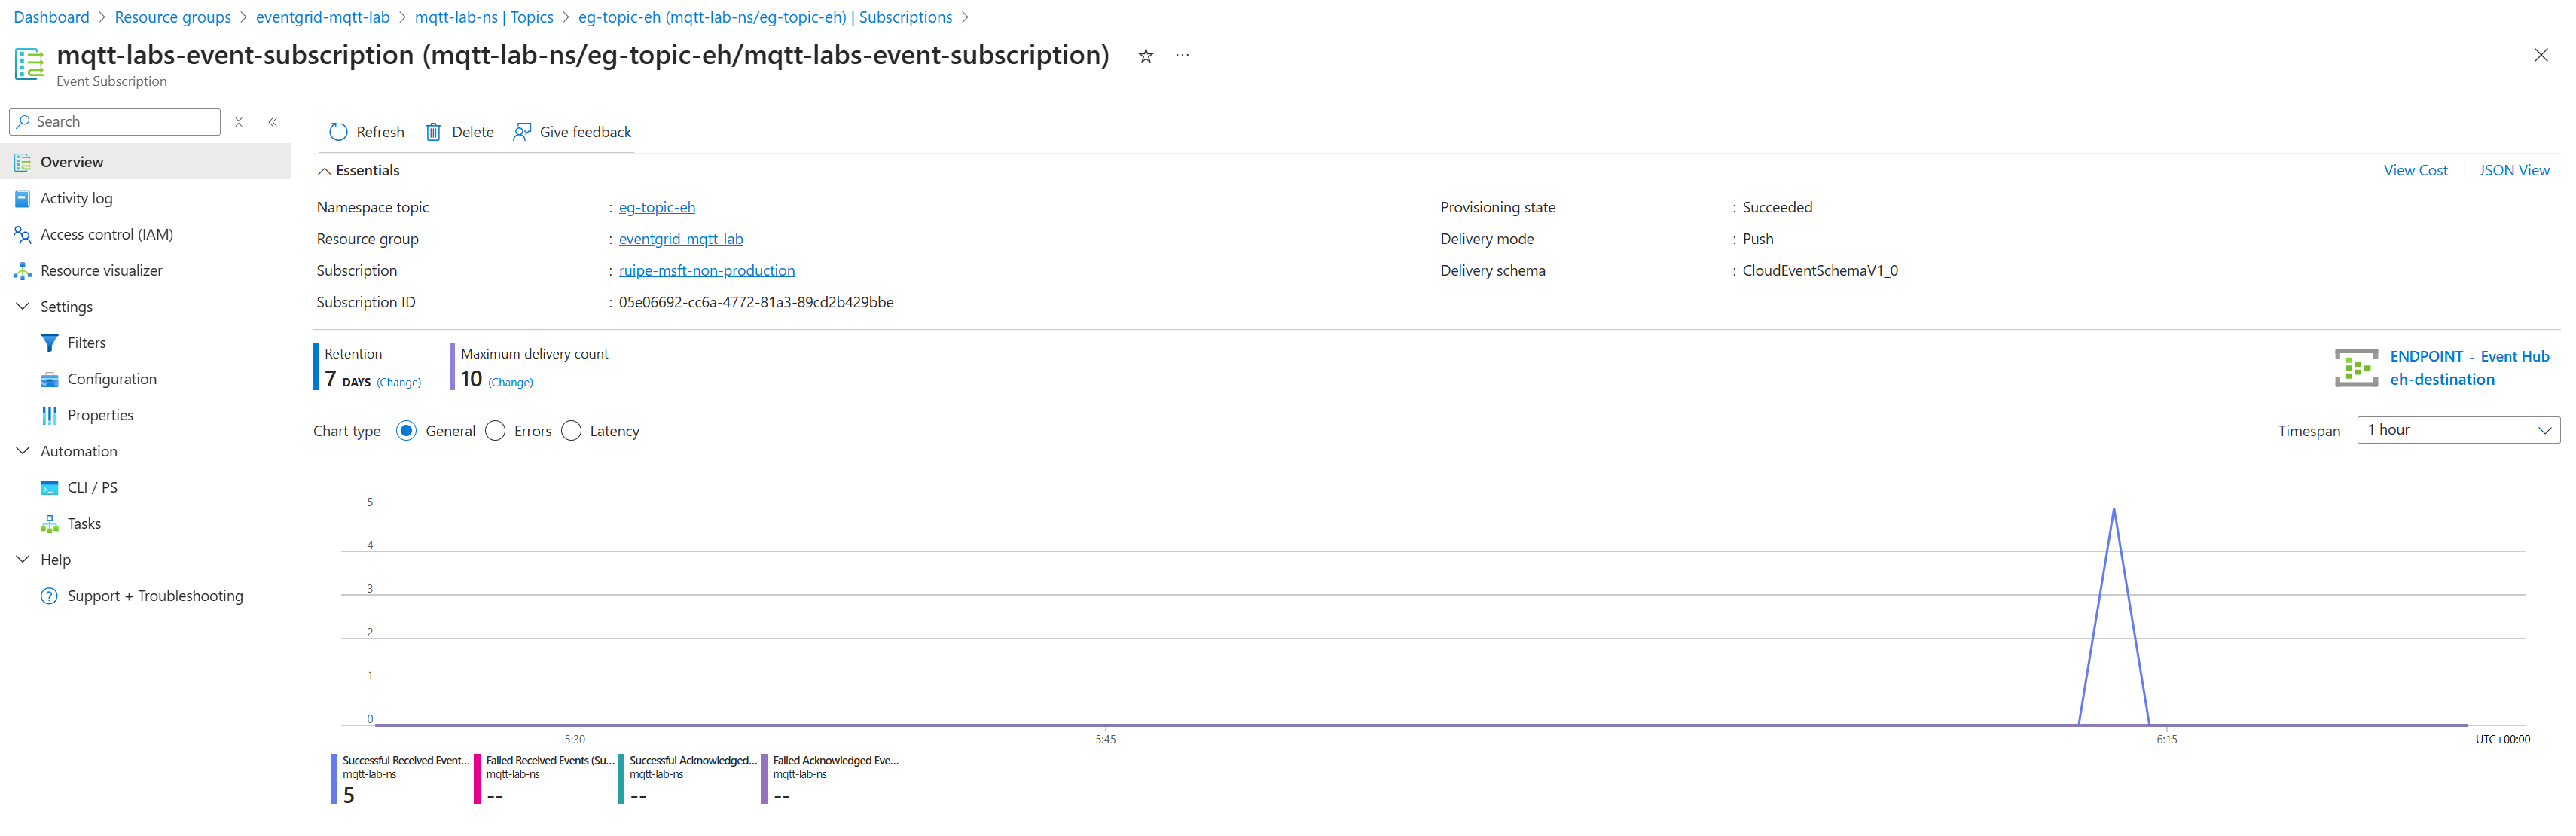 Dashboard > Resource groups > eventgrid-mqtt-lab > mqtt-lab-ns | Topics > eg-topic-eh (mqtt-lab-ns/eg-topic-eh) | Subscriptions >
mqtt-labs-event-subscription (mqtt-lab-ns/eg-topic-eh/mqtt-labs-event-subscription)
Event Subscription
Search
Overview
Activity log
Access control (IAM)
Resource visualizer
Settings
Filters
Configuration
Properties
Automation
CLI / PS
Tasks
Help
Support + Troubleshooting
Refresh Delete Give feedback
Essentials
View Cost JSON View
Namespace topic : eg-topic-eh
Resource group : eventgrid-mqtt-lab
Subscription : ruipe-msft-non-production
Subscription ID : 05e06692-cc6a-4772-81a3-89cd2b429bbe
Provisioning state : Succeeded
Delivery mode : Push
Delivery schema : CloudEventSchemaV1_0
Retention
7 DAYS (Change)
Maximum delivery count
10 (Change)
ENDPOINT - Event Hub
eh-destination
Chart type General Errors Latency
Timespan 1 hour
5
4
3
2
1
0
5:30 5:45 6:15 UTC+00:00
Successful Received Event...
mqtt-lab-ns
5
Failed Received Events (Su...
mqtt-lab-ns
--
Successful Acknowledged...
mqtt-lab-ns
--
Failed Acknowledged Eve...
mqtt-lab-ns
--